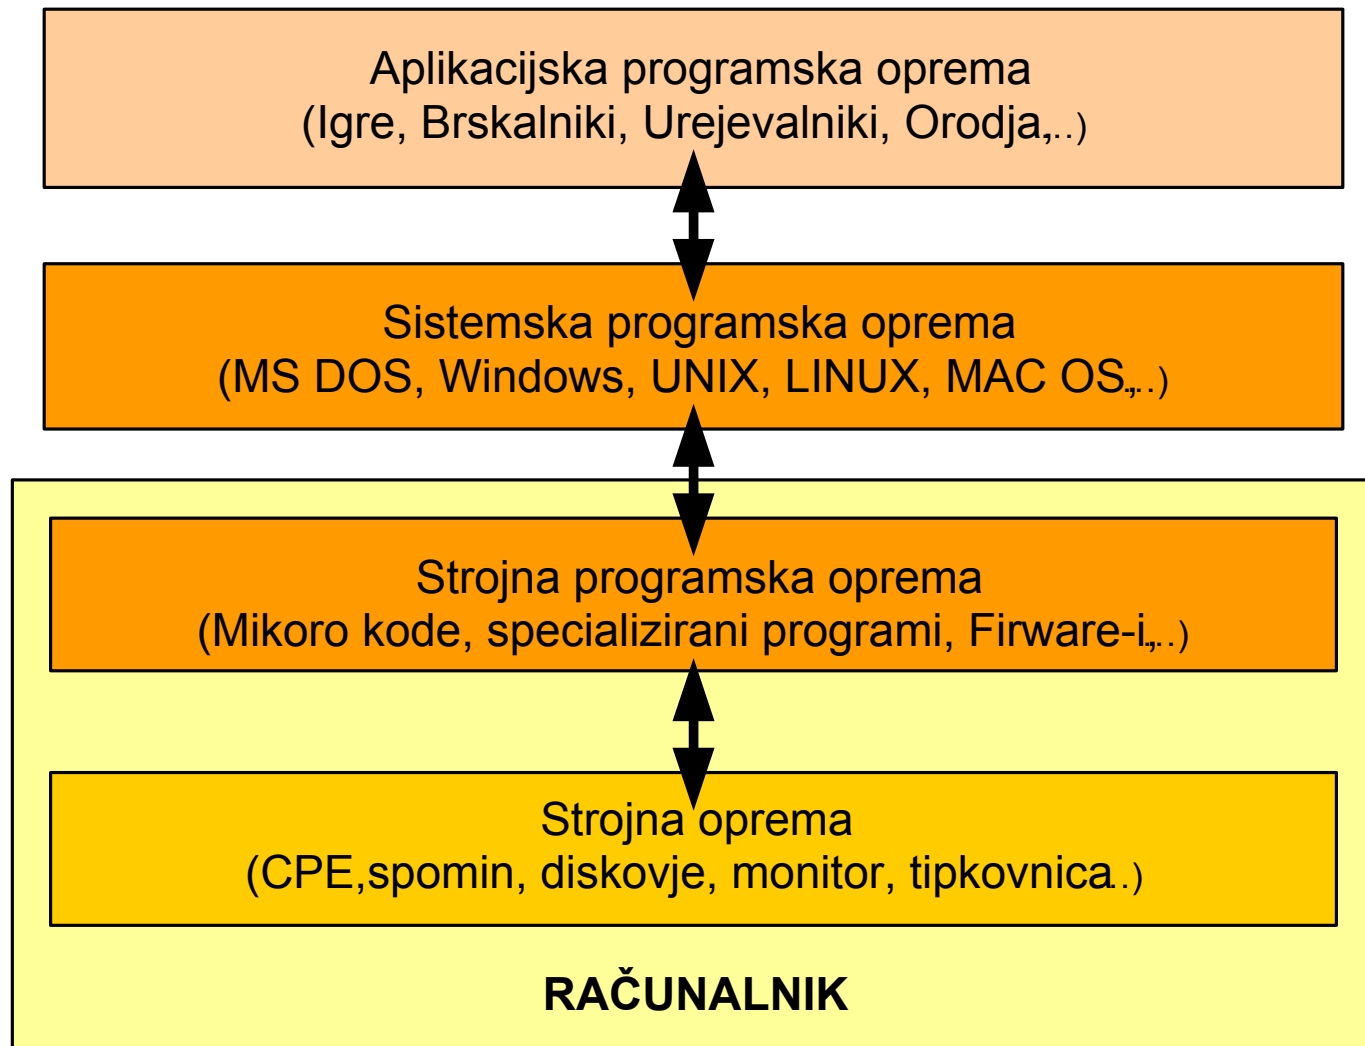 Aplikacijska programska oprema
(Igre, Brskalniki, Urejevalniki, Orodja,...)
Sistemska programska oprema
(MS DOS, Windows, UNIX, LINUX, MAC OS,...)
Strojna programska oprema
(Mikoro kode, specializirani programi, Firware-i,...)
Strojna oprema
(CPE,spomin, diskovje, monitor, tipkovnica...)
RAČUNALNIK